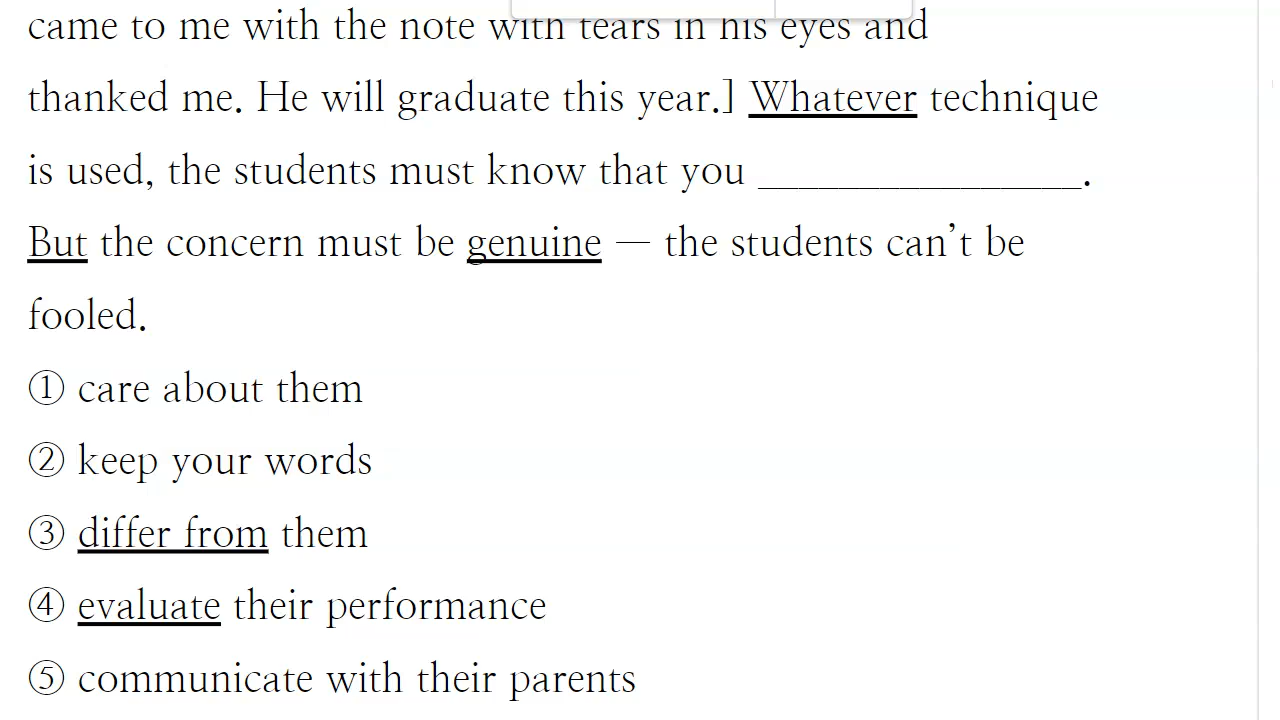 came to me with the note with tears in his eyes and
thanked me. He will graduate this year.] Whatever technique
is used, the students must know that you ________________.
But the concern must be genuine — the students can't be
fooled.
① care about them
② keep your words
③ differ from them
④ evaluate their performance
⑤ communicate with their parents